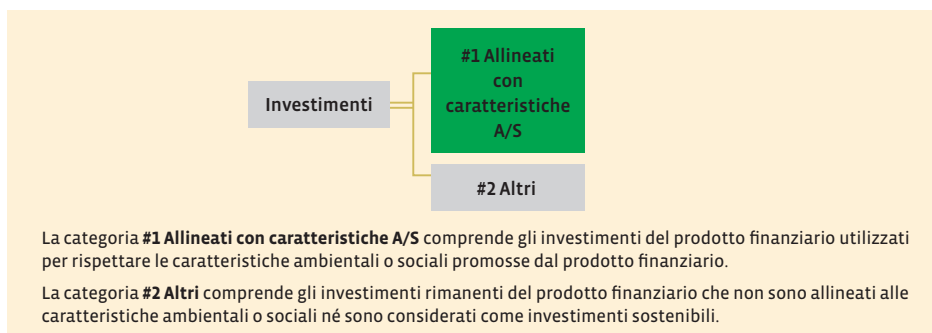 #1 Allineati
con
Investimenti
caratteristiche
A/S
#2 Altri
La categoria #1 Allineati con caratteristiche A/S comprende gli investimenti del prodotto finanziario utilizzati
per rispettare le caratteristiche ambientali o sociali promosse dal prodotto finanziario.
La categoria #2 Altri comprende gli investimenti rimanenti del prodotto finanziario che non sono allineati alle
caratteristiche ambientali o sociali né sono considerati come investimenti sostenibili.